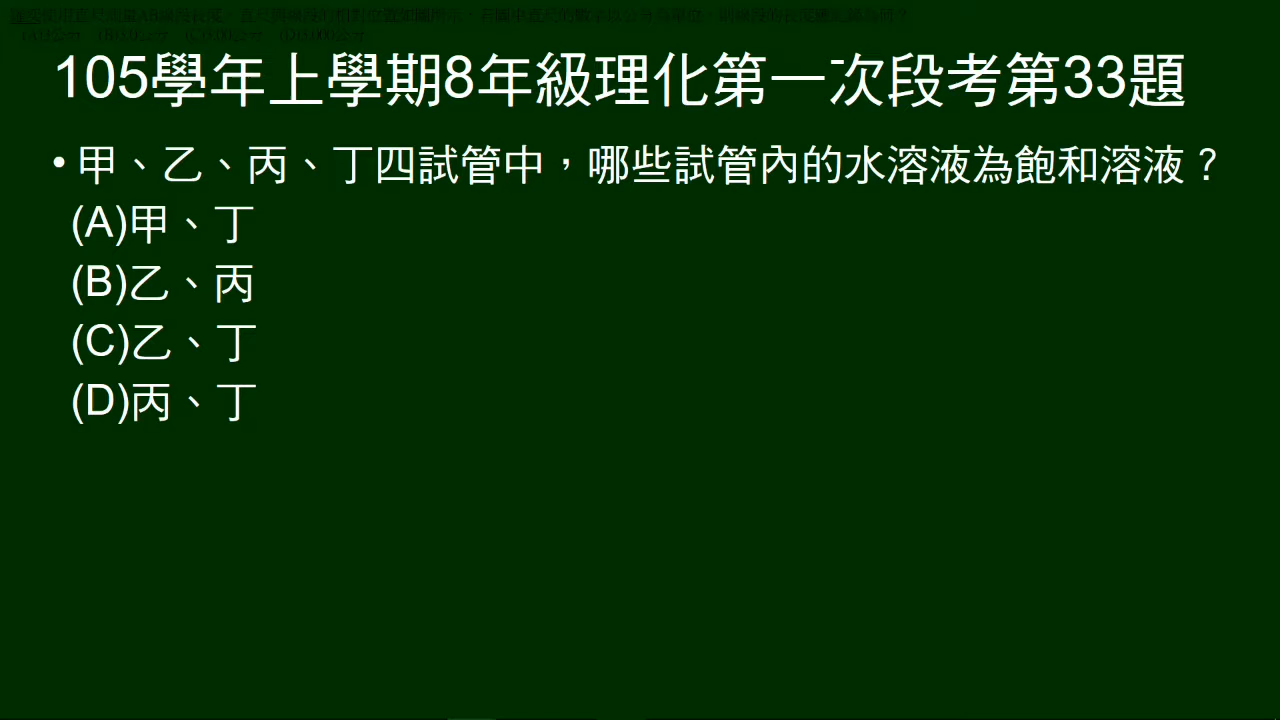 105學年上學期8年級理化第一次段考第33題
•甲、乙、丙、丁四試管中，哪些試管內的水溶液為飽和溶液？
(A)甲、丁
(B)乙、丙
(C)乙、丁
(D)丙、丁